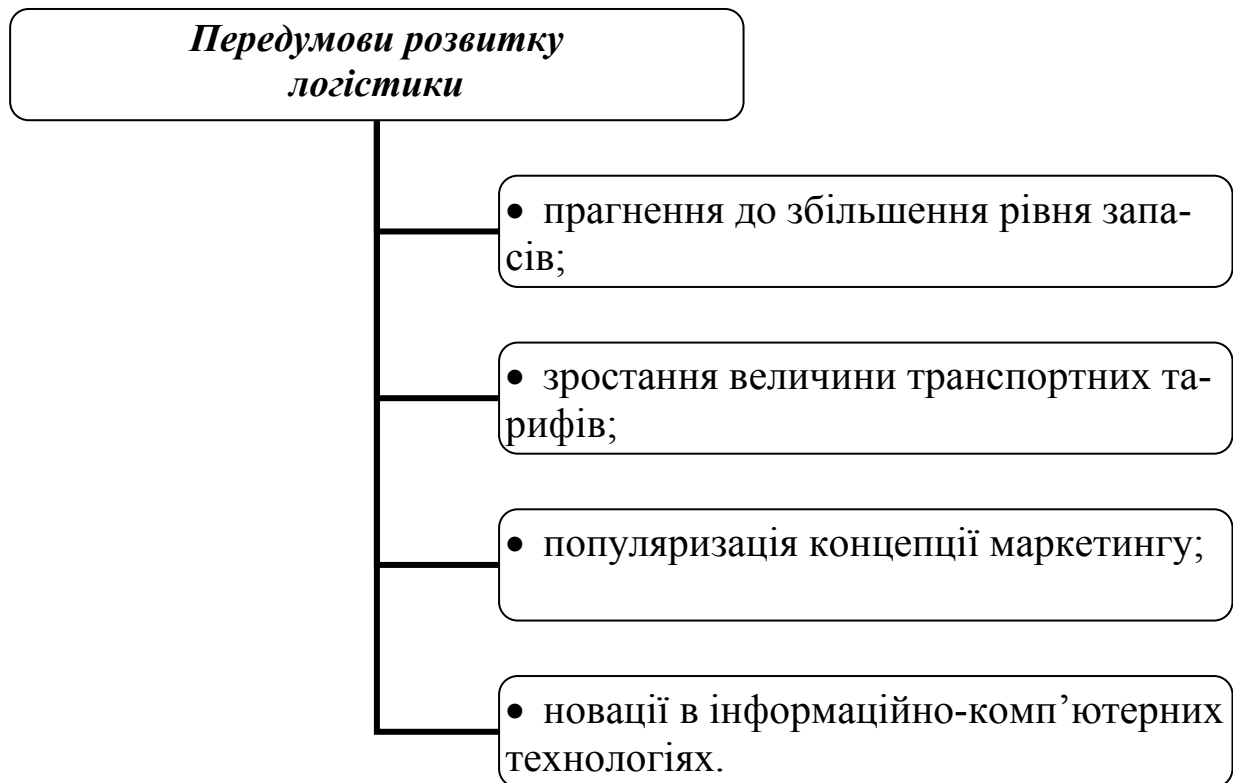 Передумови розвитку
логістики
• прагнення до збільшення рівня запа-
сів;
• зростання величини транспортних та-
рифів;
• популяризація концепції маркетингу;
• новації в інформаційно-комп’ютерних
технологіях.